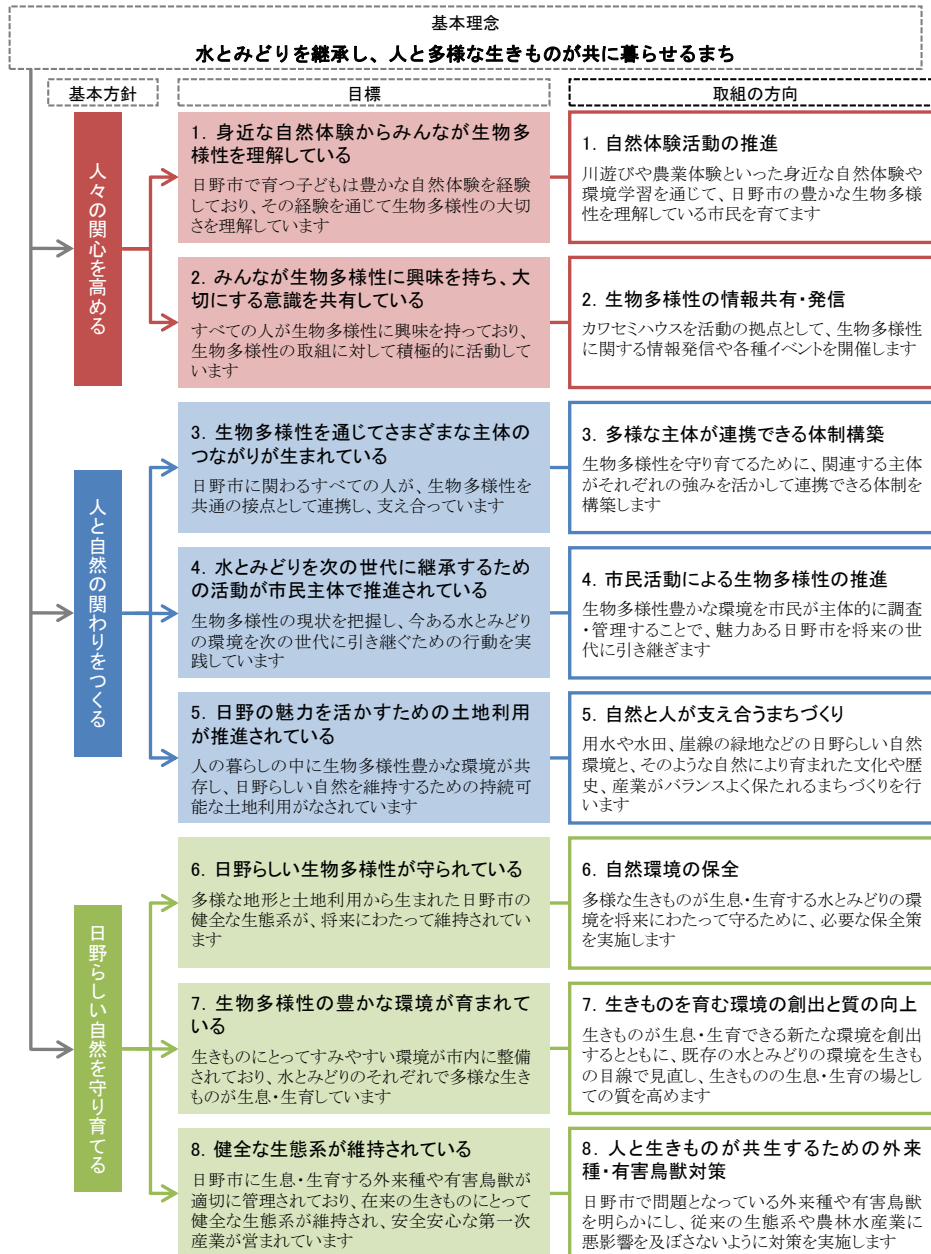 基本理念
水とみどりを継承し、人と多様な生きものが共に暮らせるまち
基本方針
目標
取組の方向
人々の関心を高める
1. 身近な自然体験からみんなが生物多
様性を理解している
日野市で育つ子どもは豊かな自然体験を経験
しており、その経験を通じて生物多様性の大切
さを理解しています
1. 自然体験活動の推進
川遊びや農業体験といった身近な自然体験や
環境学習を通じて、日野市の豊かな生物多様
性を理解している市民を育てます
2. みんなが生物多様性に興味を持ち、大
切にする意識を共有している
すべての人が生物多様性に興味を持っており、
生物多様性の取組に対して積極的に活動して
います
2. 生物多様性の情報共有・発信
カワセミハウスを活動の拠点として、生物多様性
に関する情報発信や各種イベントを開催します
人と自然の関わりをつくる
3. 生物多様性を通じてさまざまな主体の
つながりが生まれている
日野市に関わるすべての人が、生物多様性を
共通の接点として連携し、支え合っています
3. 多様な主体が連携できる体制構築
生物多様性を守り育てるために、関連する主体
がそれぞれの強みを活かして連携できる体制を
構築します
4. 水とみどりを次の世代に継承するため
の活動が市民主体で推進されている
生物多様性の現状を把握し、今ある水とみどり
の環境を次の世代に引き継ぐための行動を実
践しています
4. 市民活動による生物多様性の推進
生物多様性豊かな環境を市民が主体的に調査
・管理することで、魅力ある日野市を将来の世
代に引き継ぎます
5. 日野の魅力を活かすための土地利用
が推進されている
人の暮らしの中に生物多様性豊かな環境が共
存し、日野らしい自然を維持するための持続可
能な土地利用がなされています
5. 自然と人が支え合うまちづくり
用水や水田、崖線の緑地などの日野らしい自然
環境と、そのような自然により育まれた文化や歴
史、産業がバランスよく保たれるまちづくりを行
います
日野らしい自然を守り育てる
6. 日野らしい生物多様性が守られている
多様な地形と土地利用から生まれた日野市の
健全な生態系が、将来にわたって維持されてい
ます
6. 自然環境の保全
多様な生きものが生息・生育する水とみどりの環
境を将来にわたって守るために、必要な保全策
を実施します
7. 生物多様性の豊かな環境が育まれて
いる
生きものにとってすみやすい環境が市内に整備
されており、水とみどりのそれぞれで多様な生き
ものが生息・生育しています
7. 生きものを育む環境の創出と質の向上
生きものが生息・生育できる新たな環境を創出
するとともに、既存の水とみどりの環境を生きも
の目線で見直し、生きものの生息・生育の場とし
ての質を高めます
8. 健全な生態系が維持されている
日野市に生息・生育する外来種や有害鳥獣が
適切に管理されており、在来の生きものにとって
健全な生態系が維持され、安全安心な第一次
産業が営まれています
8. 人と生きものが共生するための外来
種・有害鳥獣対策
日野市で問題となっている外来種や有害鳥獣
を明らかにし、従来の生態系や農林水産業に
悪影響を及ぼさないように対策を実施します